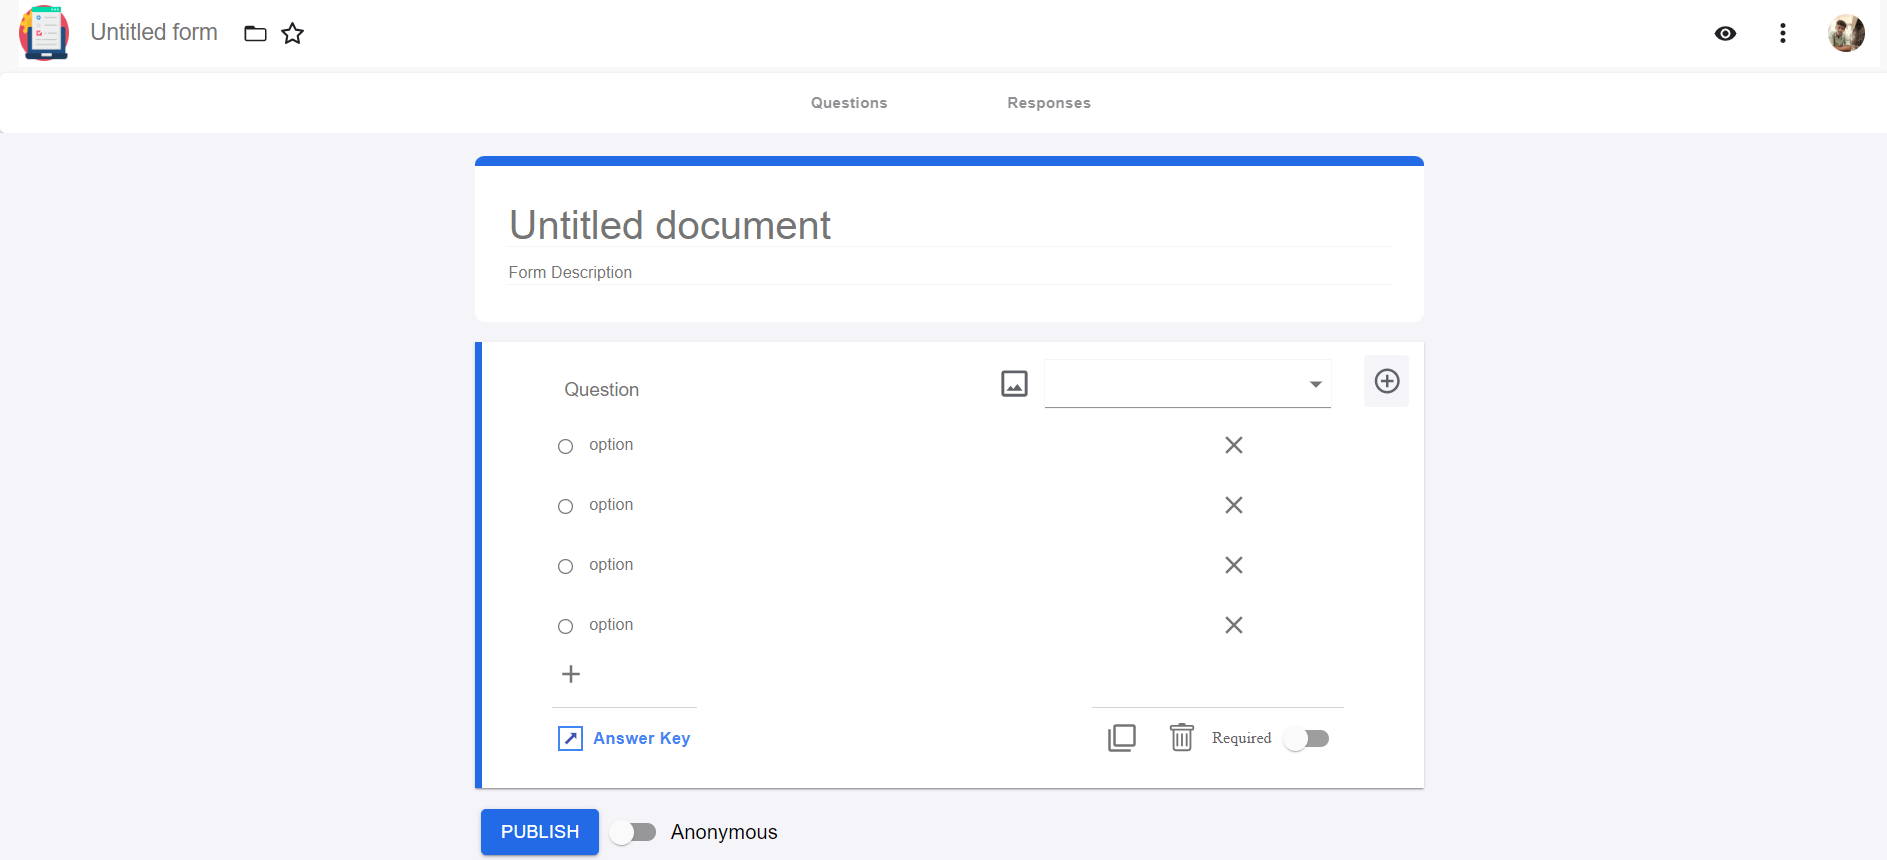 Untitled form
Questions Responses
Untitled document
Form Description
Question
option
option
option
option
Answer Key Required
PUBLISH Anonymous